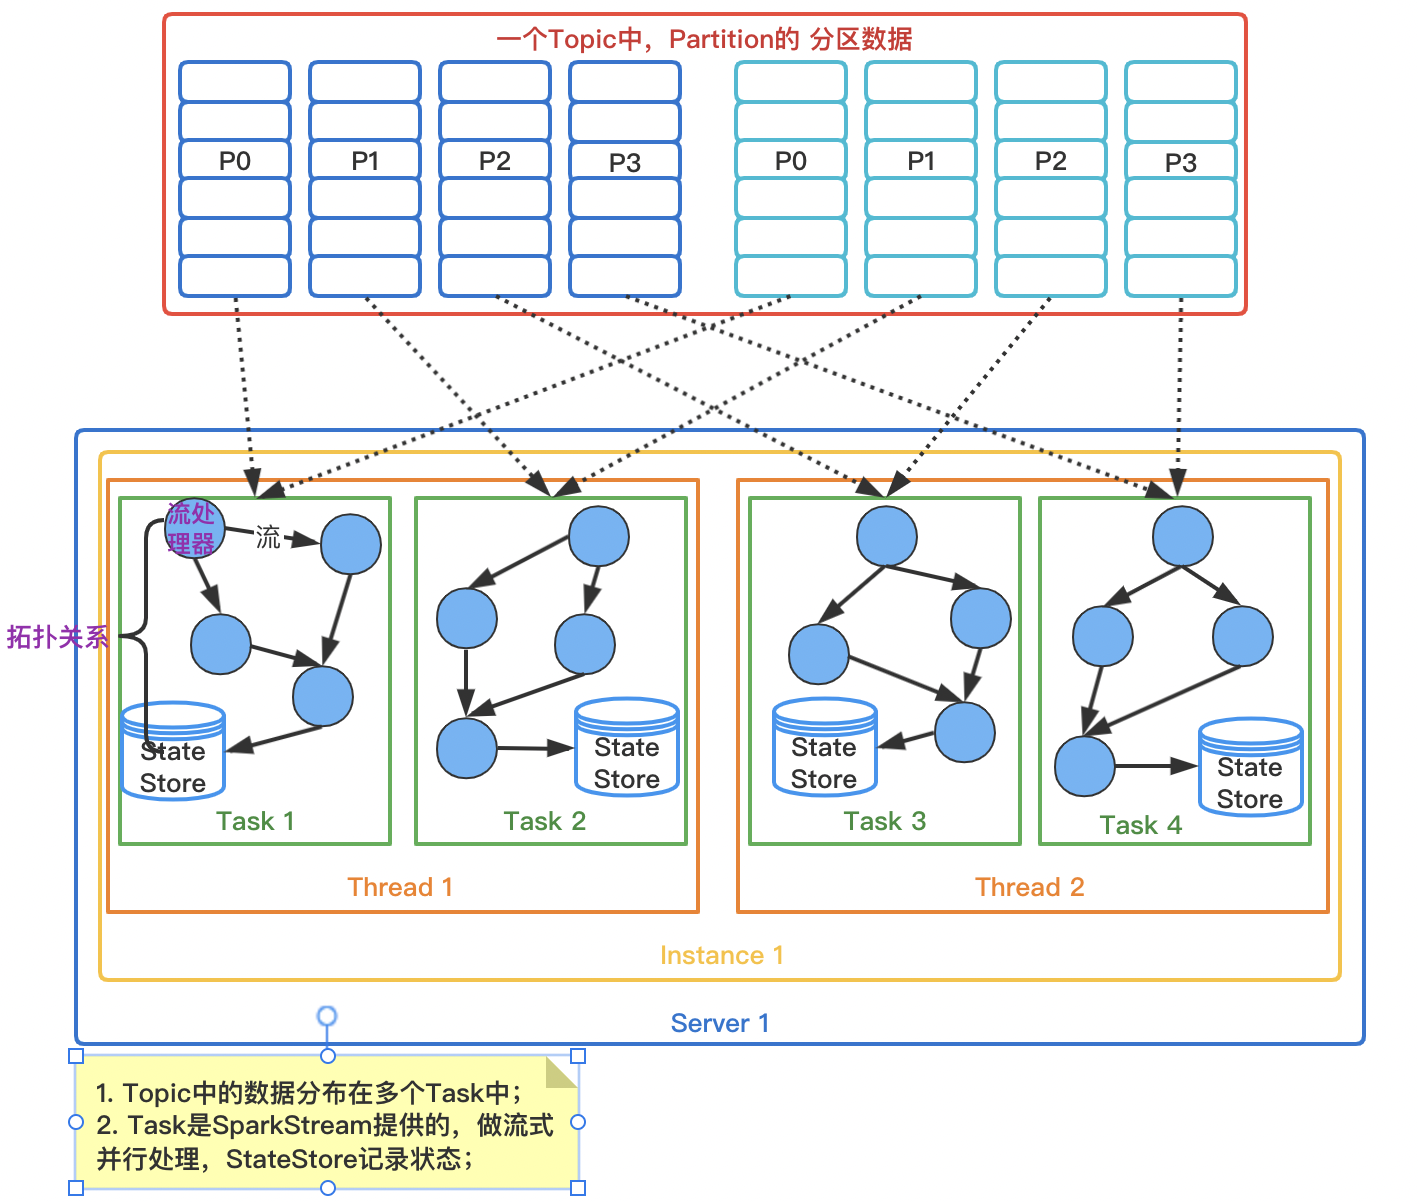 一个Topic中，Partition的 分区数据
P0
P1
P2
P3
P0
P1
P2
P3
流处
理器
流
拓扑关系
State
Store
State
Store
State
Store
State
Store
Task 1
Task 2
Task 3
Task 4
Thread 1
Thread 2
Instance 1
Server 1
1. Topic中的数据分布在多个Task中；
2. Task是SparkStream提供的，做流式
并行处理，StateStore记录状态；